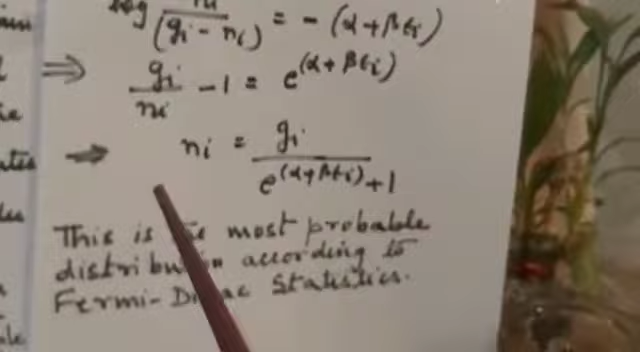 log ni/(gi - ni) = - (α + βεi)
⇒ gi/ni - 1 = e^(α + βεi)
→ ni = gi/(e^(α+βεi) + 1)
This is most probable
according to
Fermi- Statistics.